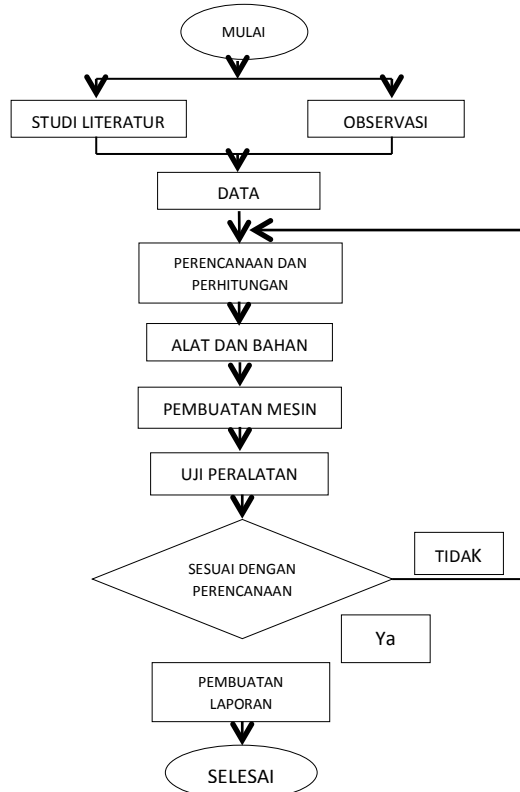 MULAI
STUDI LITERATUR
OBSERVASI
DATA
PERENCANAAN DAN
PERHITUNGAN
ALAT DAN BAHAN
PEMBUATAN MESIN
UJI PERALATAN
SESUAI DENGAN
PERENCANAAN
TIDAK
Ya
PEMBUATAN
LAPORAN
SELESAI